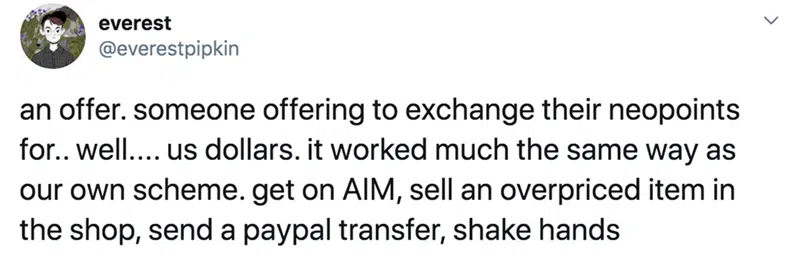 everest
@everestpipkin
an offer. someone offering to exchange their neopoints
for.. well.... us dollars. it worked much the same way as
our own scheme. get on AIM, sell an overpriced item in
the shop, send a paypal transfer, shake hands